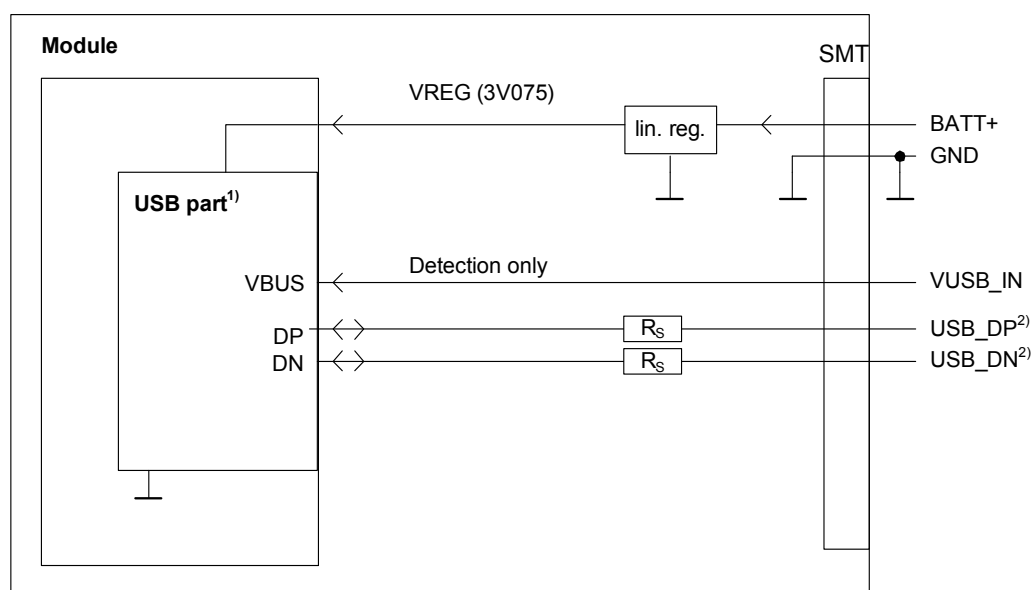 Module
SMT
VREG (3V075)
lin. reg.
BATT+
GND
USB part1)
Detection only
VBUS
VUSB_IN
DP
RS
USB_DP2)
DN
RS
USB_DN2)